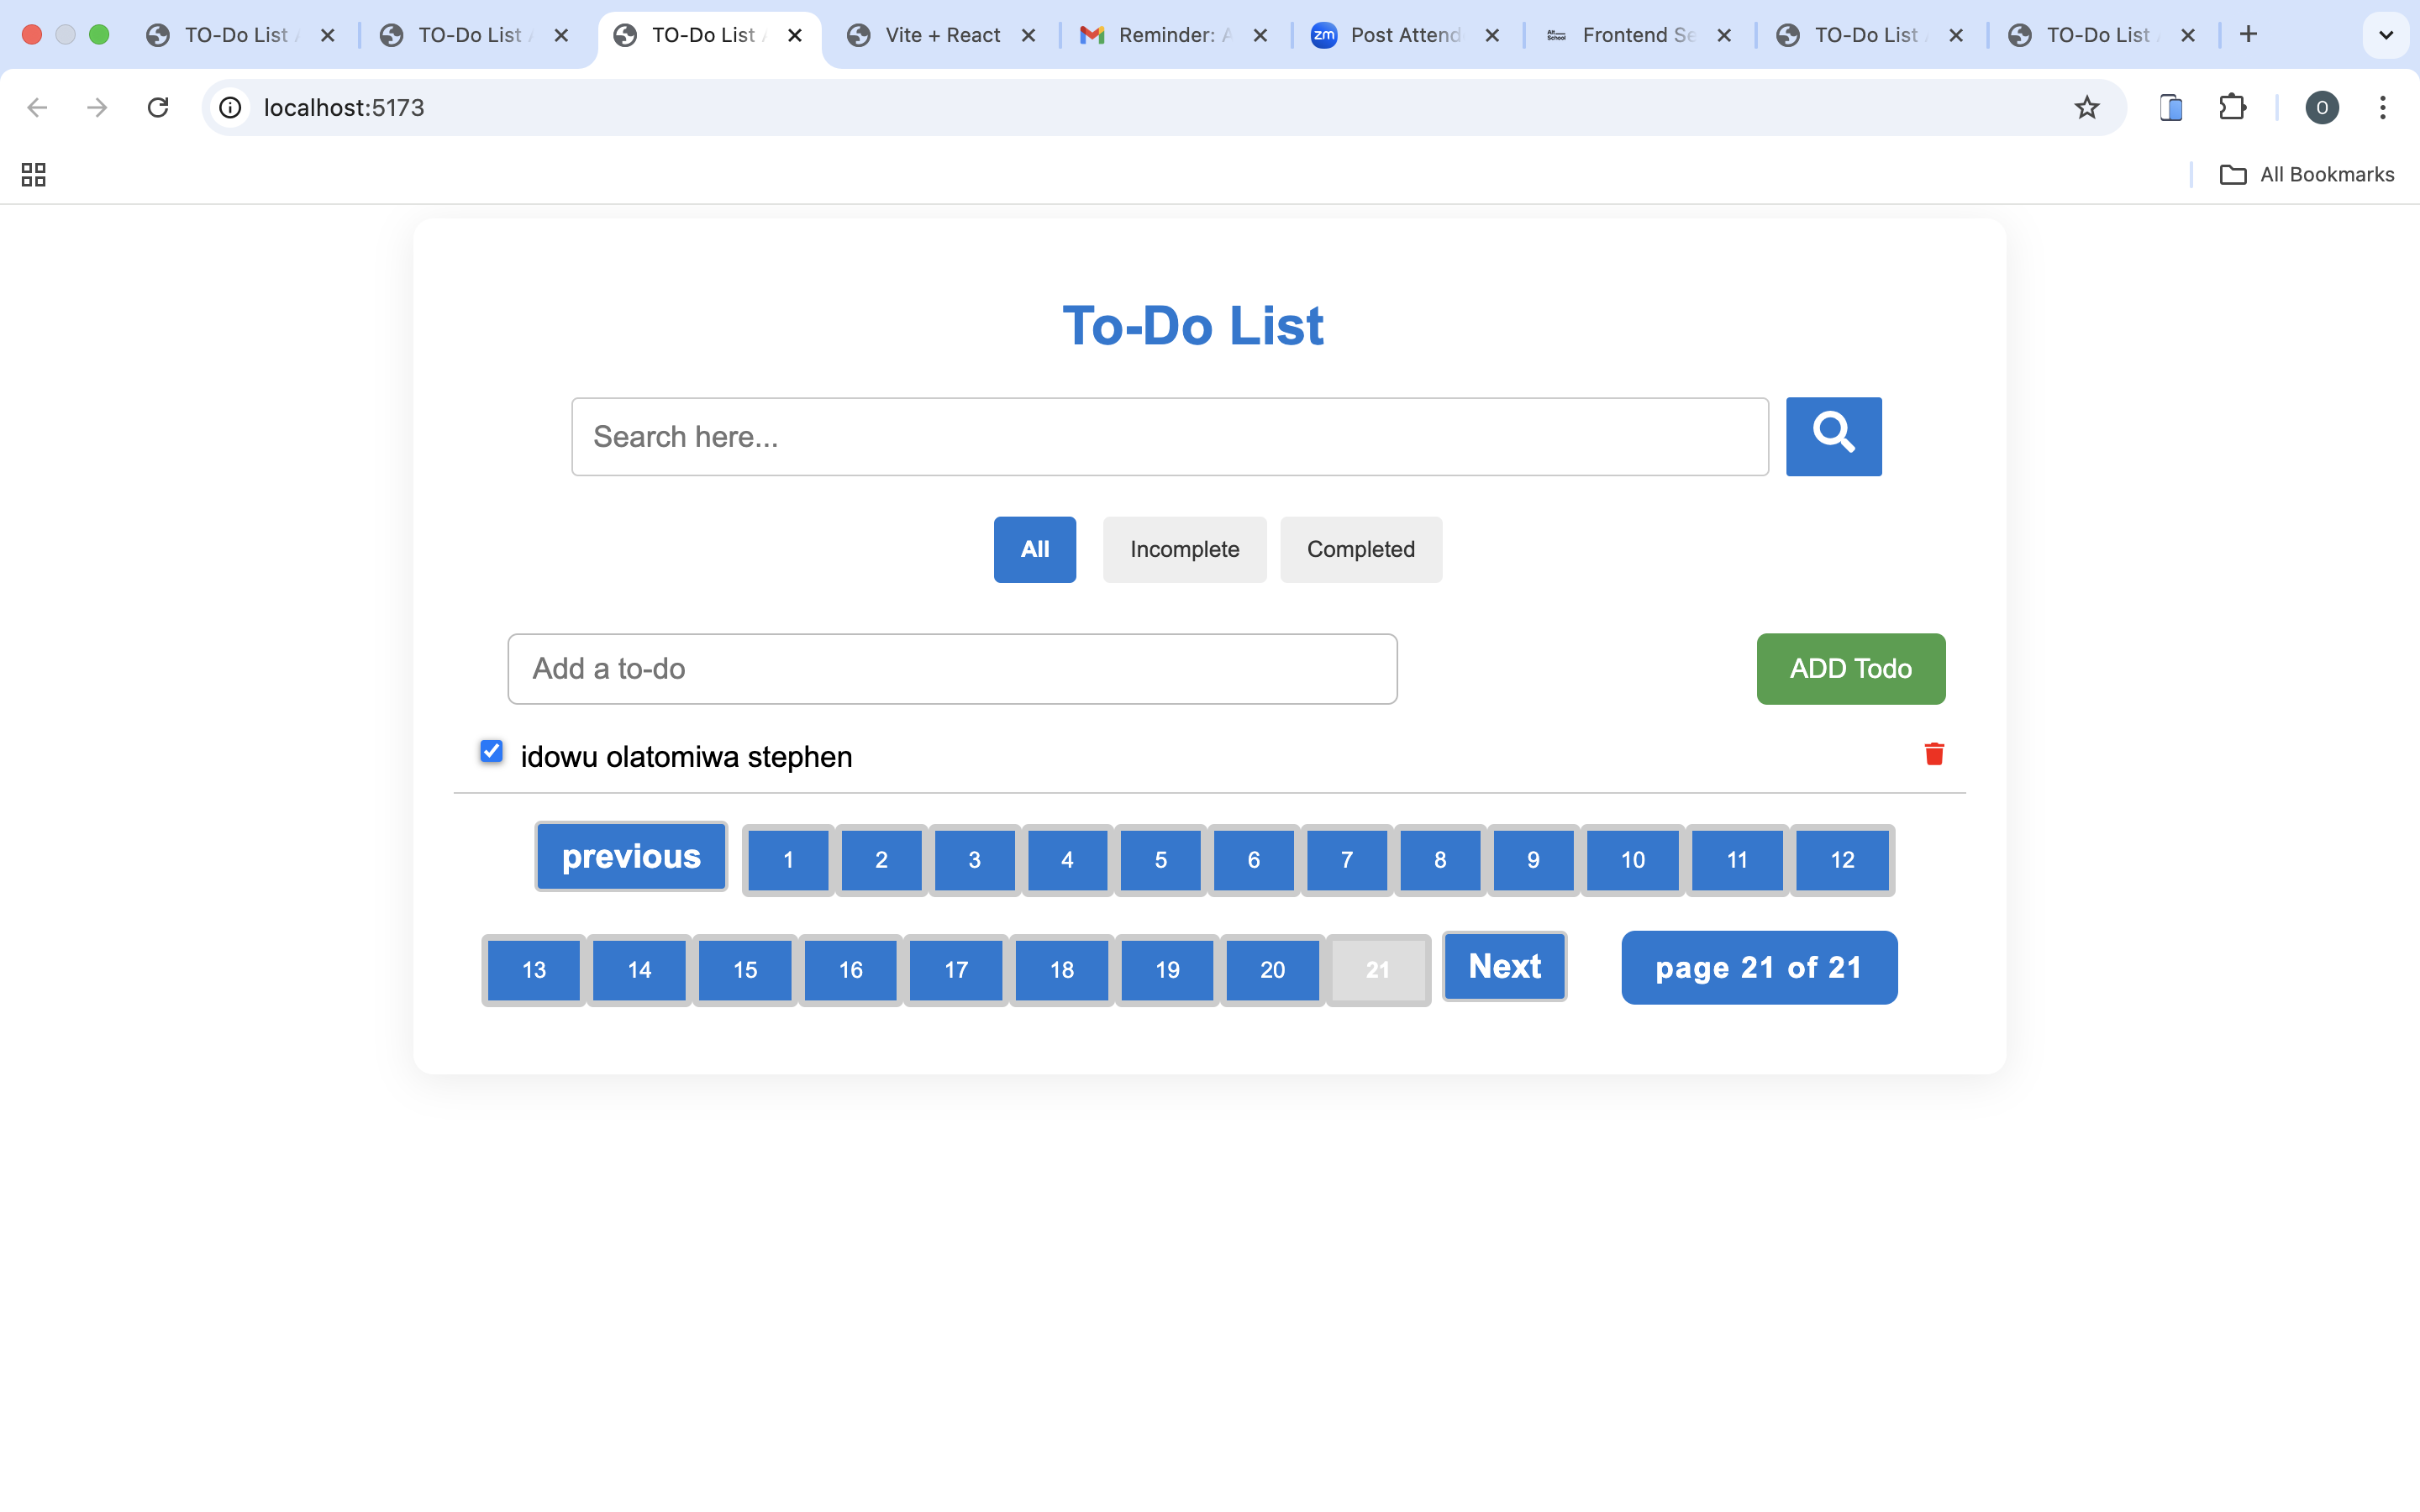 TO-Do List TO-Do List TO-Do List Vite + React Reminder: Post Attend Frontend Se TO-Do List TO-Do List
localhost:5173 O
All Bookmarks
To-Do List
Search here...
All Incomplete Completed
Add a to-do ADD Todo
idowu olatomiwa stephen
previous 1 2 3 4 5 6 7 8 9 10 11 12
13 14 15 16 17 18 19 20 21 Next page 21 of 21